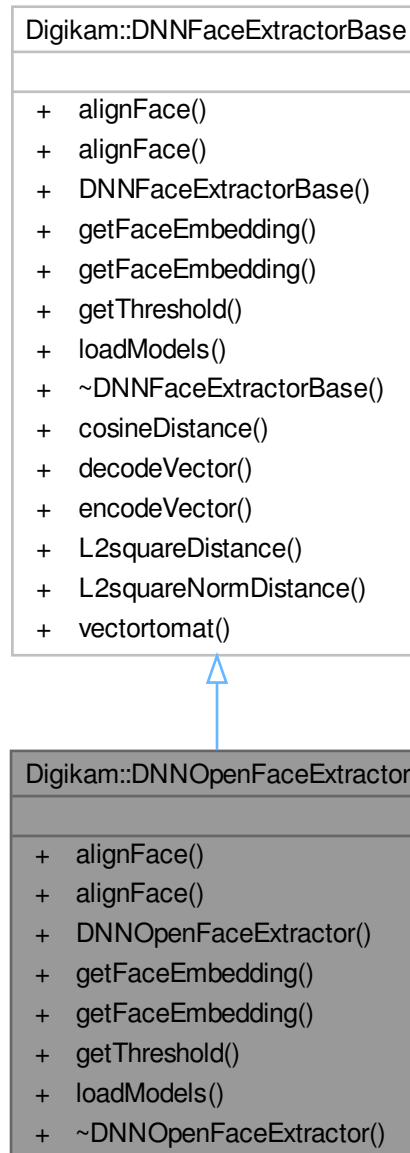 Digikam::DNNFaceExtractorBase
+ alignFace()
+ alignFace()
+ DNNFaceExtractorBase()
+ getFaceEmbedding()
+ getFaceEmbedding()
+ getThreshold()
+ loadModels()
+ ~DNNFaceExtractorBase()
+ cosineDistance()
+ decodeVector()
+ encodeVector()
+ L2squareDistance()
+ L2squareNormDistance()
+ vectortomat()
Digikam::DNNOpenFaceExtractor
+ alignFace()
+ alignFace()
+ DNNOpenFaceExtractor()
+ getFaceEmbedding()
+ getFaceEmbedding()
+ getThreshold()
+ loadModels()
+ ~DNNOpenFaceExtractor()